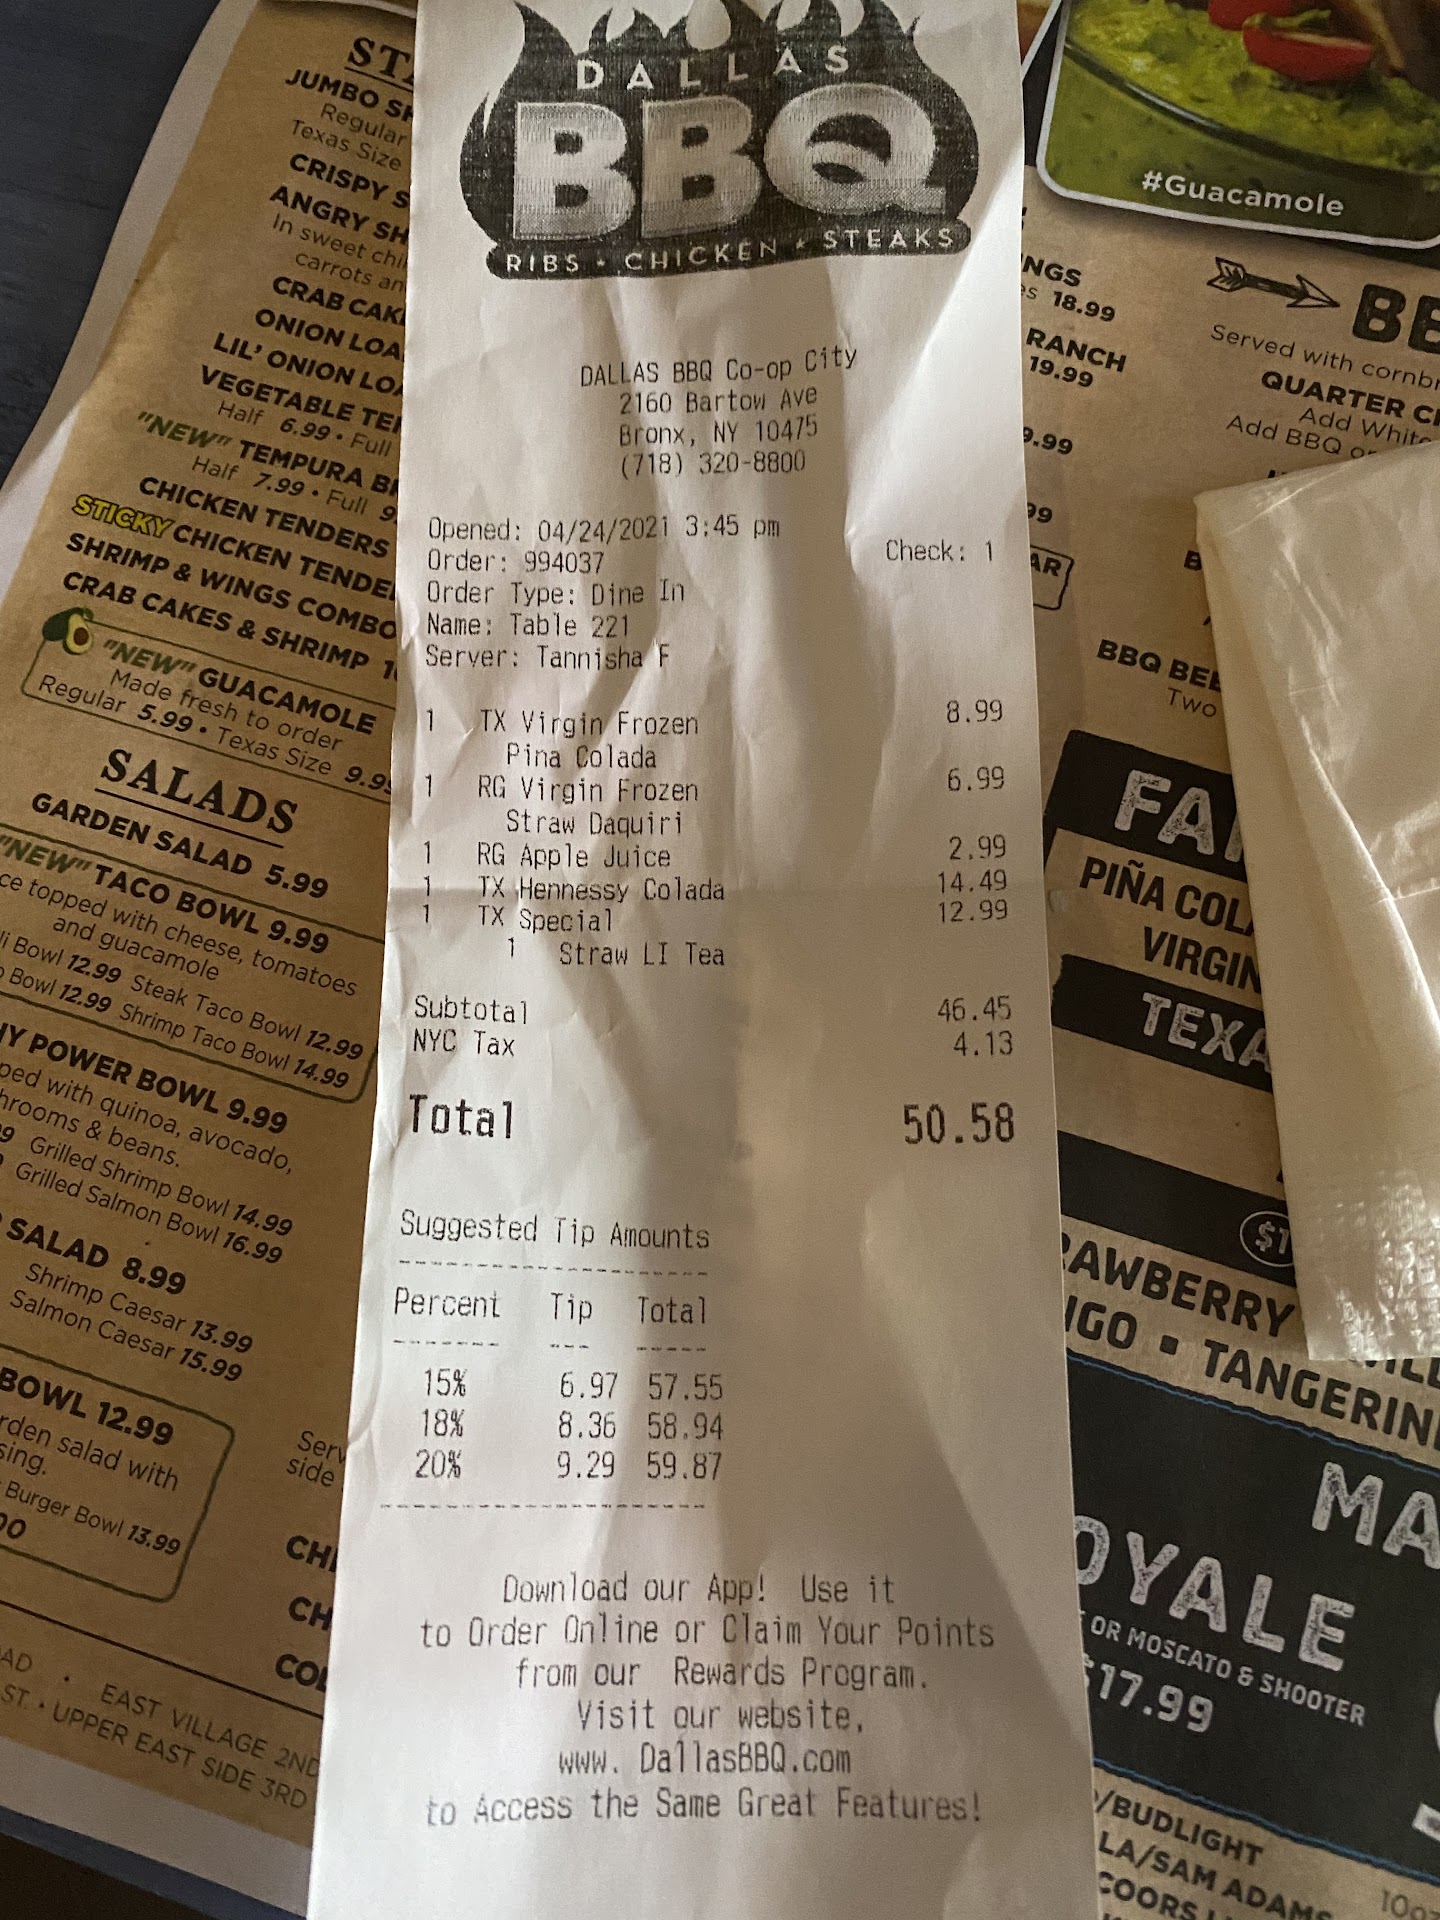 DALLAS
BBQ
RIBS • CHICKEN ★ STEAKS
DALLAS BBQ Co-op City
2160 Bartow Ave
Bronx, NY 10475
(718) 320-8800
Opened: 04/24/2021 3:45 pm
Order: 994037 Check: 1
Order Type: Dine In
Name: Table 221
Server: Tannisha F
1 TX Virgin Frozen 8.99
Pina Colada
1 RG Virgin Frozen 6.99
Straw Daquiri
1 RG Apple Juice 2.99
1 TX Hennessy Colada 14.49
1 TX Special 12.99
1 Straw LI Tea
Subtotal 46.45
NYC Tax 4.13
Total 50.58
Suggested Tip Amounts
Percent Tip Total
15% 6.97 57.55
18% 8.36 58.94
20% 9.29 59.87
Download our App! Use it
to Order Online or Claim Your Points
from our Rewards Program.
Visit our website,
www. DallasBBQ.com
to Access the Same Great Features!
JUMBO
Regular
Texas Size
CRISPY
ANGRY
In sweet
carrots
CRAB
ONION
LIL' ONION
VEGETABLE
Half 6.99 • Full
"NEW" TEMPURA
Half 7.99 • Full
CHICKEN TENDERS
STICKY CHICKEN
SHRIMP & WINGS COMBO
CRAB CAKES & SHRIMP
"NEW" GUACAMOLE
Made fresh to order
Regular 5.99 • Texas Size 9.99
SALADS
GARDEN SALAD 5.99
"NEW" TACO BOWL 9.99
topped with cheese, tomatoes
and guacamole
Bowl 12.99 Steak Taco Bowl 12.99
Bowl 12.99 Shrimp Taco Bowl 14.99
POWER BOWL 9.99
with quinoa, avocado,
& beans.
Grilled Shrimp Bowl 14.99
Grilled Salmon Bowl 16.99
SALAD 8.99
Shrimp Caesar 13.99
Salmon Caesar 15.99
BOWL 12.99
salad with
Burger Bowl 13.99
side
EAST VILLAGE 2ND
ST. • UPPER EAST SIDE 3RD
#Guacamole
18.99
RANCH
19.99
Served with
QUARTER
Add White
Add BBQ or
BBQ
Two
PIÑA
VIRGIN
• TANGERINE
OR MOSCATO & SHOOTER
$17.99
/BUDLIGHT
/SAM ADAMS
COORS